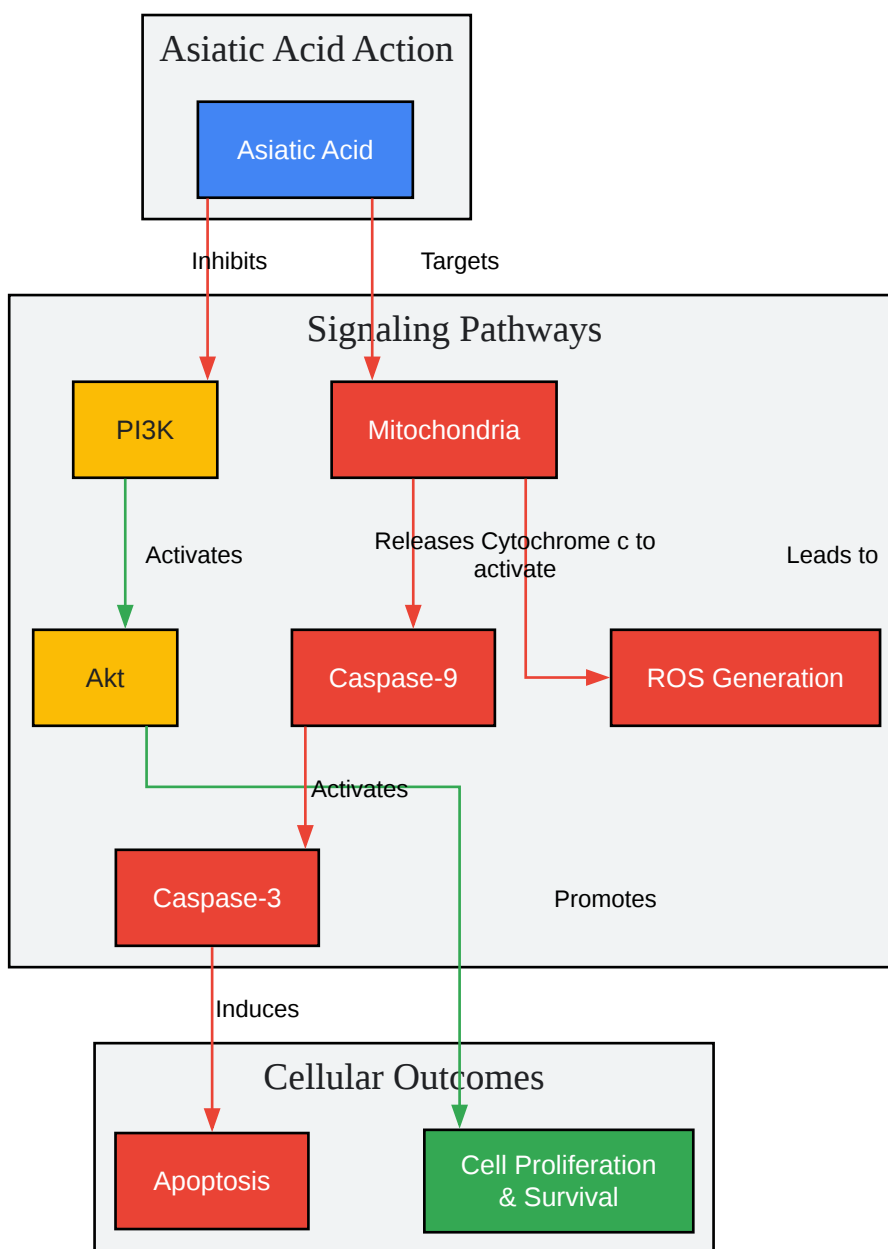 Asiatic Acid Action
Asiatic Acid
Inhibits
Targets
Signaling Pathways
PI3K
Mitochondria
Activates
Releases Cytochrome c to
activate
Leads to
Akt
Caspase-9
ROS Generation
Activates
Caspase-3
Promotes
Induces
Cellular Outcomes
Apoptosis
Cell Proliferation
& Survival